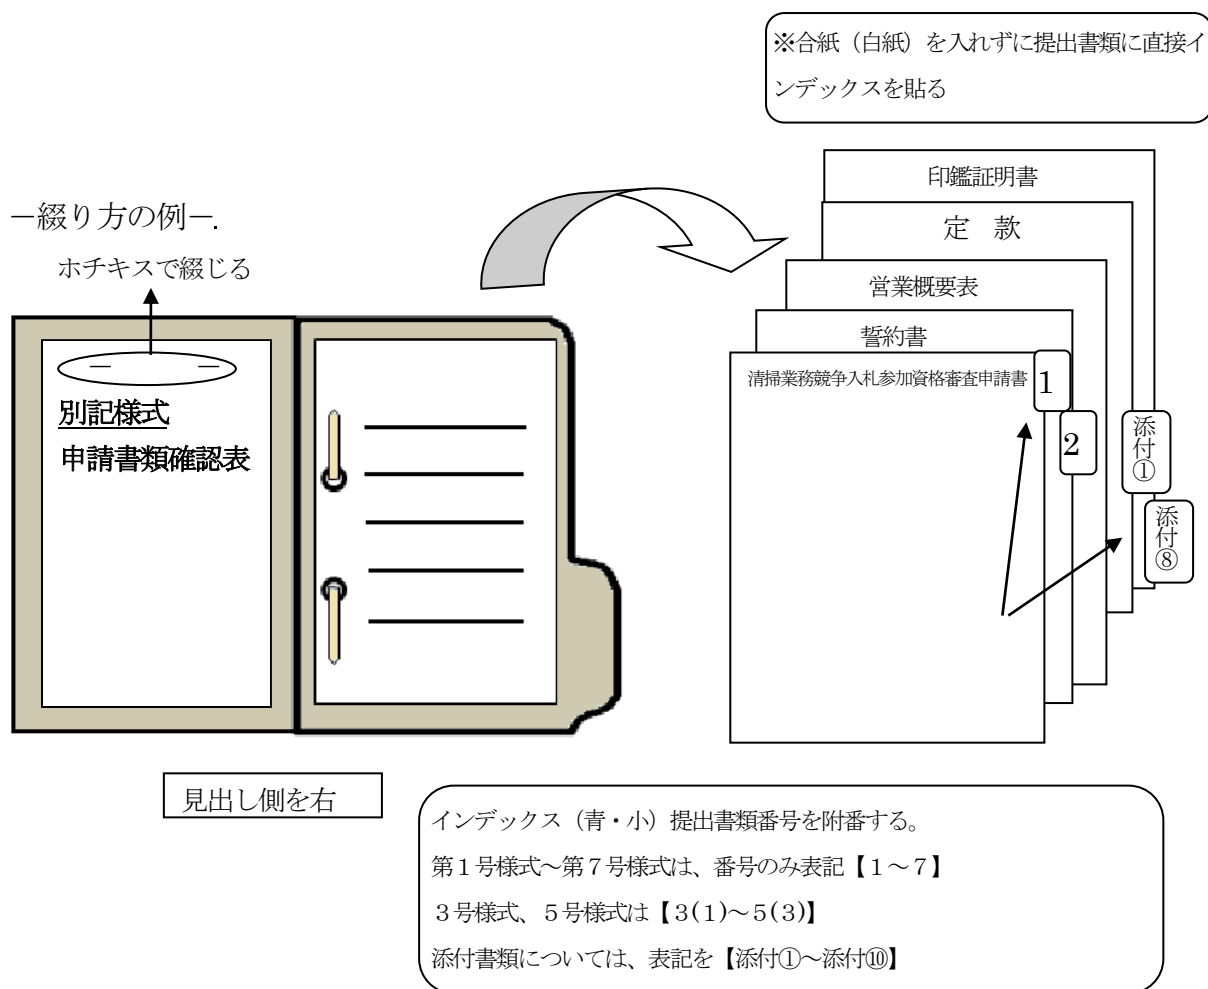 ※合紙（白紙）を入れずに提出書類に直接イ
ンデックスを貼る
－綴り方の例－.
ホチキスで綴じる
別記様式
申請書類確認表
印鑑証明書
定　款
営業概要表
誓約書
清掃業務競争入札参加資格審査申請書
1
2
添付①
添付⑧
見出し側を右
インデックス（青・小）提出書類番号を附番する。
第１号様式～第７号様式は、番号のみ表記【１～７】
３号様式、５号様式は【３(1)～５(3)】
添付書類については、表記を【添付①～添付⑩】